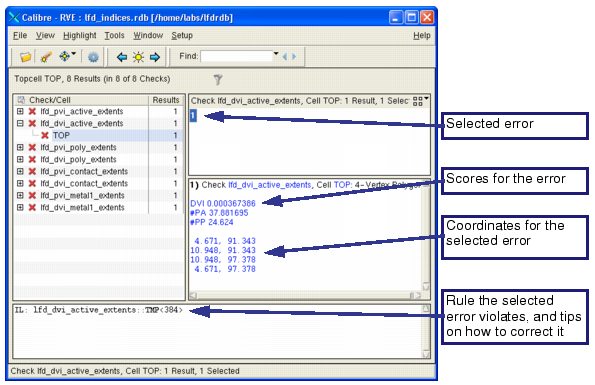 Calibre - RVE : lfd_indices.rdb [/home/labs/lfdrdb]
File View Highlight Tools Window Setup Help
Find:
Topcell TOP, 8 Results (in 8 of 8 Checks)
Check/Cell Results
lfd_pvi_active_extents 1
lfd_dvi_active_extents 1
TOP 1
lfd_pvi_poly_extents 1
lfd_dvi_poly_extents 1
lfd_pvi_contact_extents 1
lfd_dvi_contact_extents 1
lfd_pvi_metal1_extents 1
lfd_dvi_metal1_extents 1
Check lfd_dvi_active_extents, Cell TOP: 1 Result, 1 Selec
1
1) Check lfd_dvi_active_extents, Cell TOP: 4-Vertex Polygon
DVI 0.000367386
#PA 37.881695
#PP 24.624
4.671, 91.343
10.948, 91.343
10.948, 97.378
4.671, 97.378
IL: lfd_dvi_active_extents::TMP<384>
Check lfd_dvi_active_extents, Cell TOP: 1 Result, 1 Selected
Selected error
Scores for the error
Coordinates for the
selected error
Rule the selected
error violates, and tips
on how to correct it